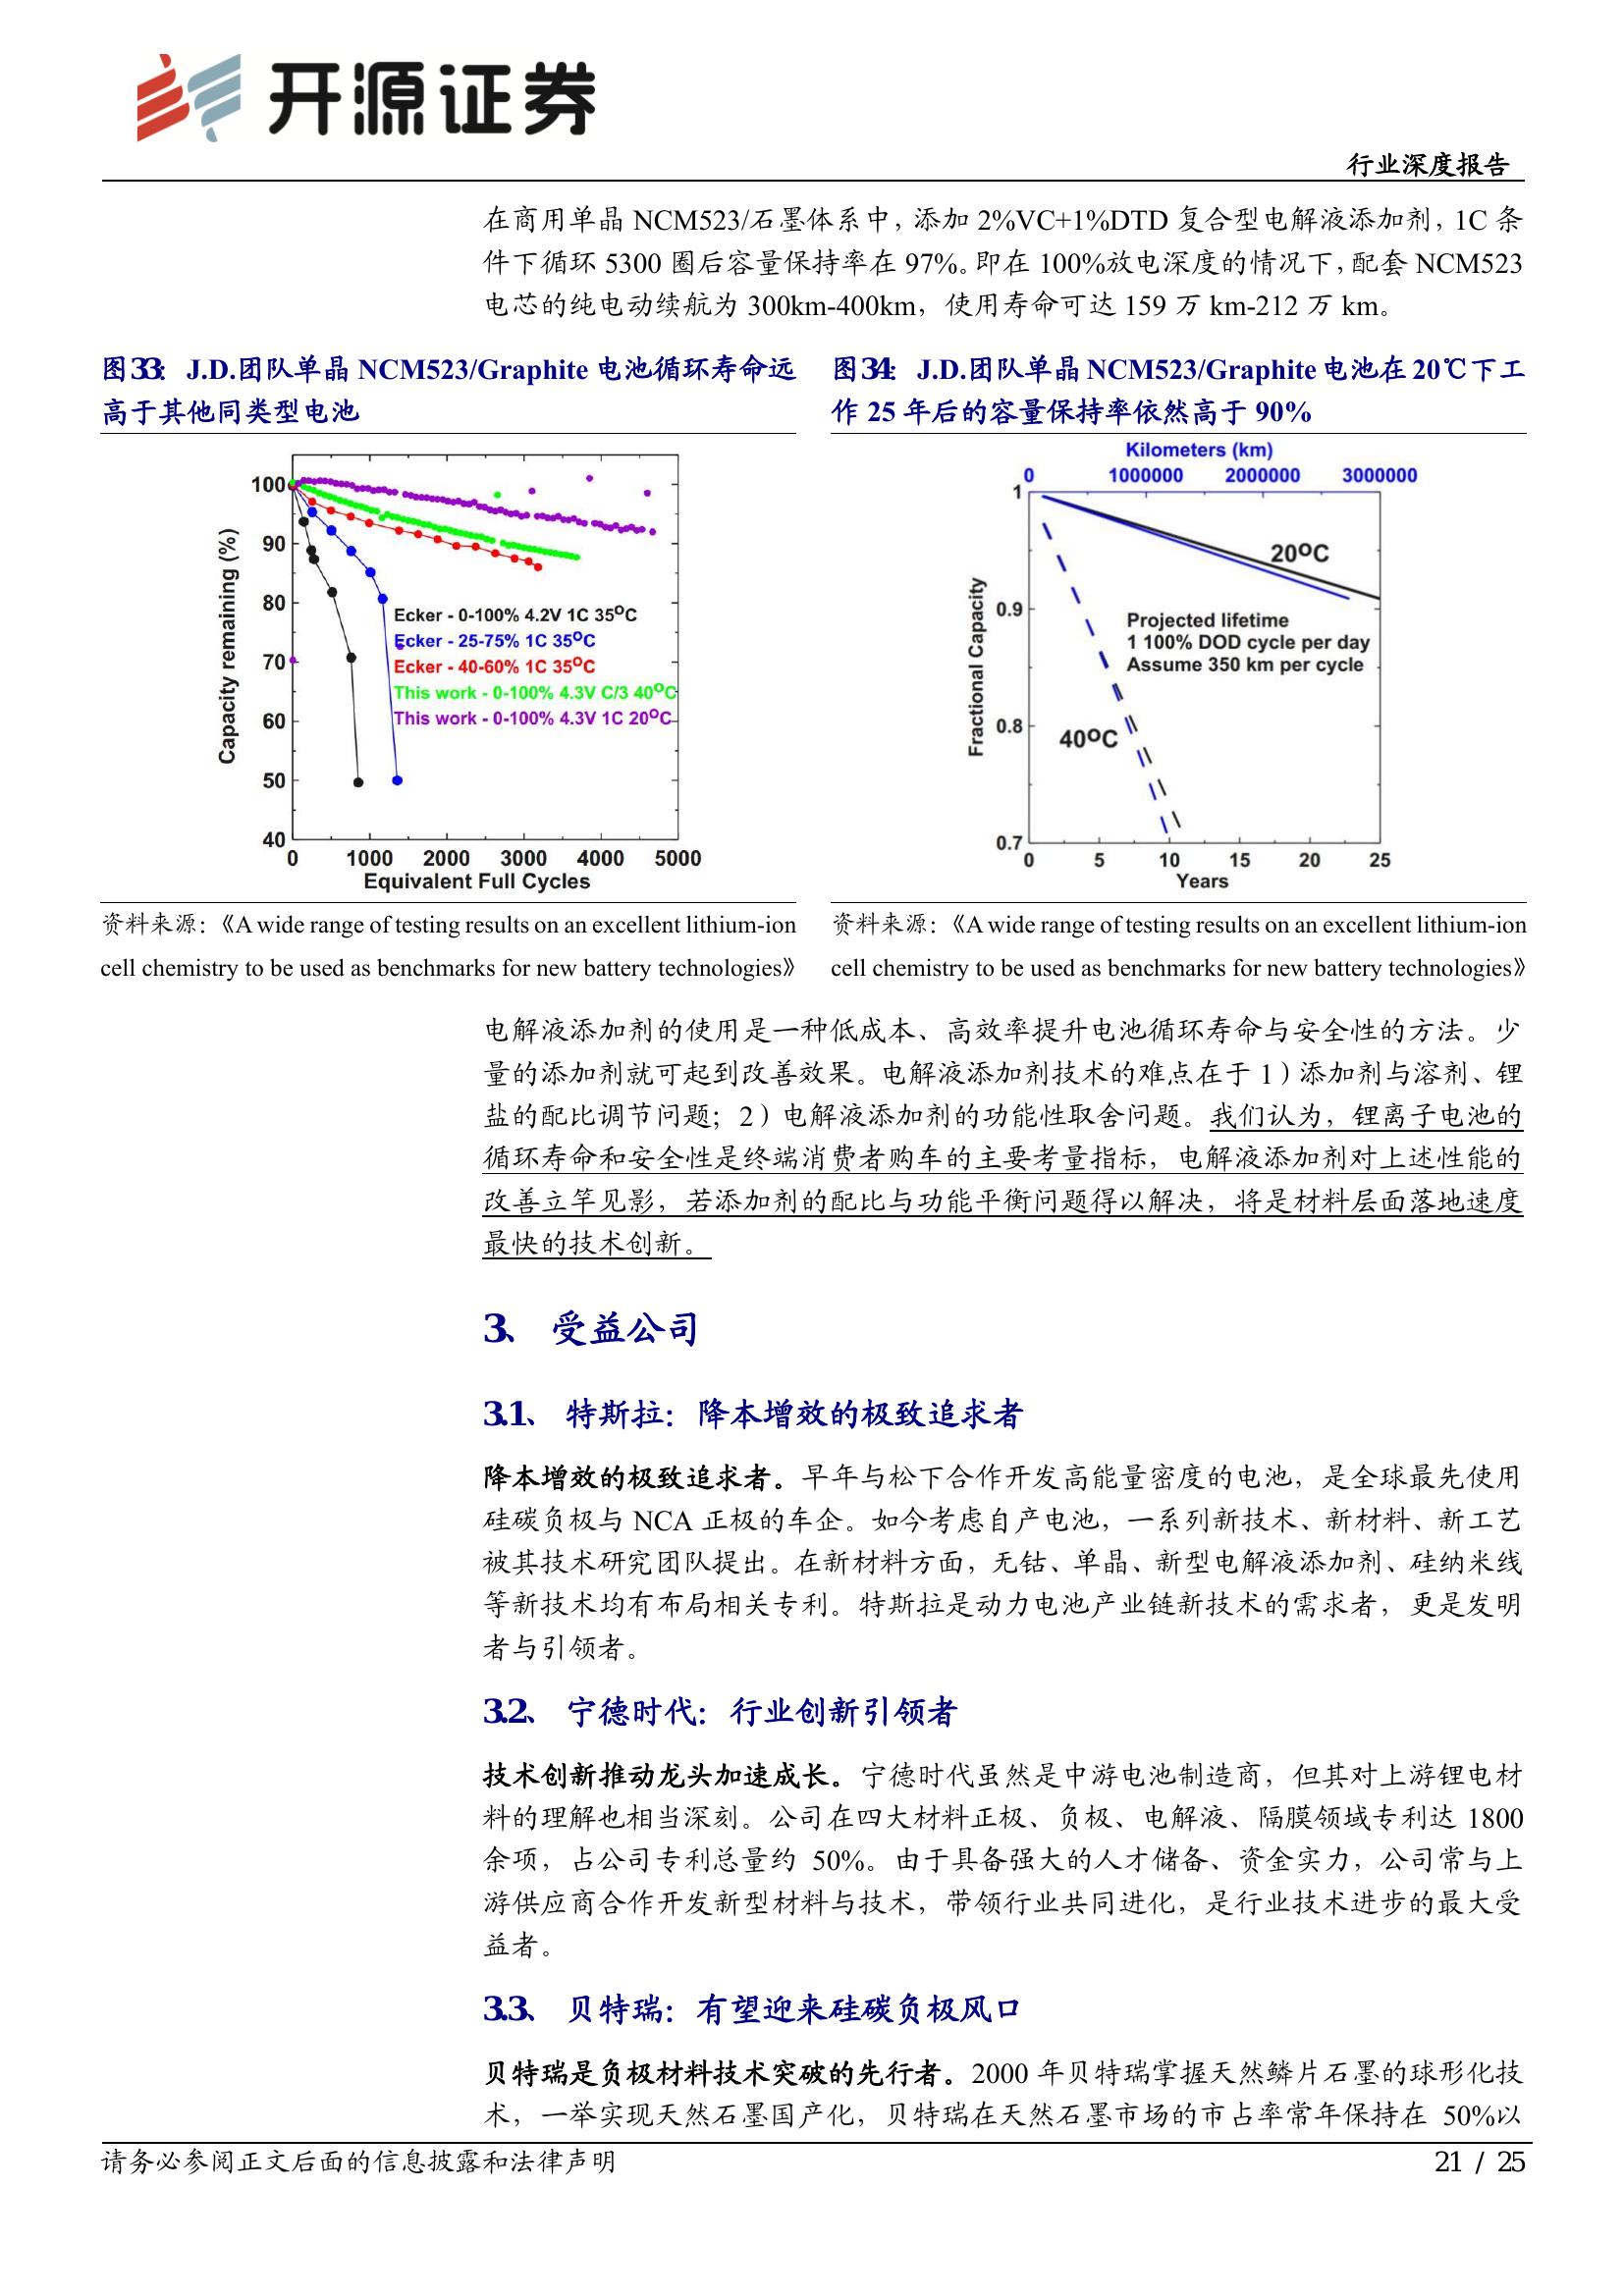 开源证券
行业深度报告
在商用单晶 NCM523/石墨体系中，添加 2%VC+1%DTD 复合型电解液添加剂，1C 条
件下循环 5300 圈后容量保持率在 97%。即在 100%放电深度的情况下，配套 NCM523
电芯的纯电动续航为 300km-400km，使用寿命可达 159 万 km-212 万 km。
图33：J.D.团队单晶 NCM523/Graphite 电池循环寿命远
高于其他同类型电池
100
90
80
70
60
50
40
Capacity remaining (%)
Ecker - 0-100% 4.2V 1C 35ºC
Ecker - 25-75% 1C 35ºC
Ecker - 40-60% 1C 35ºC
This work - 0-100% 4.3V C/3 40ºC
This work - 0-100% 4.3V 1C 20ºC
0 1000 2000 3000 4000 5000
Equivalent Full Cycles
资料来源：《A wide range of testing results on an excellent lithium-ion
cell chemistry to be used as benchmarks for new battery technologies》
图34：J.D.团队单晶 NCM523/Graphite 电池在 20℃下工
作 25 年后的容量保持率依然高于 90%
Kilometers (km)
0 1000000 2000000 3000000
1
0.9
0.8
0.7
Fractional Capacity
20ºC
Projected lifetime
1 100% DOD cycle per day
Assume 350 km per cycle
40ºC
0 5 10 15 20 25
Years
资料来源：《A wide range of testing results on an excellent lithium-ion
cell chemistry to be used as benchmarks for new battery technologies》
电解液添加剂的使用是一种低成本、高效率提升电池循环寿命与安全性的方法。少
量的添加剂就可起到改善效果。电解液添加剂技术的难点在于 1）添加剂与溶剂、锂
盐的配比调节问题；2）电解液添加剂的功能性取舍问题。我们认为，锂离子电池的
循环寿命和安全性是终端消费者购车的主要考量指标，电解液添加剂对上述性能的
改善立竿见影，若添加剂的配比与功能平衡问题得以解决，将是材料层面落地速度
最快的技术创新。
3、 受益公司
3.1、 特斯拉：降本增效的极致追求者
降本增效的极致追求者。早年与松下合作开发高能量密度的电池，是全球最先使用
硅碳负极与 NCA 正极的车企。如今考虑自产电池，一系列新技术、新材料、新工艺
被其技术研究团队提出。在新材料方面，无钴、单晶、新型电解液添加剂、硅纳米线
等新技术均有布局相关专利。特斯拉是动力电池产业链新技术的需求者，更是发明
者与引领者。
3.2、 宁德时代：行业创新引领者
技术创新推动龙头加速成长。宁德时代虽然是中游电池制造商，但其对上游锂电材
料的理解也相当深刻。公司在四大材料正极、负极、电解液、隔膜领域专利达 1800
余项，占公司专利总量约 50%。由于具备强大的人才储备、资金实力，公司常与上
游供应商合作开发新型材料与技术，带领行业共同进化，是行业技术进步的最大受
益者。
3.3、 贝特瑞：有望迎来硅碳负极风口
贝特瑞是负极材料技术突破的先行者。2000 年贝特瑞掌握天然鳞片石墨的球形化技
术，一举实现天然石墨国产化，贝特瑞在天然石墨市场的市占率常年保持在 50%以
请务必参阅正文后面的信息披露和法律声明
21 / 25